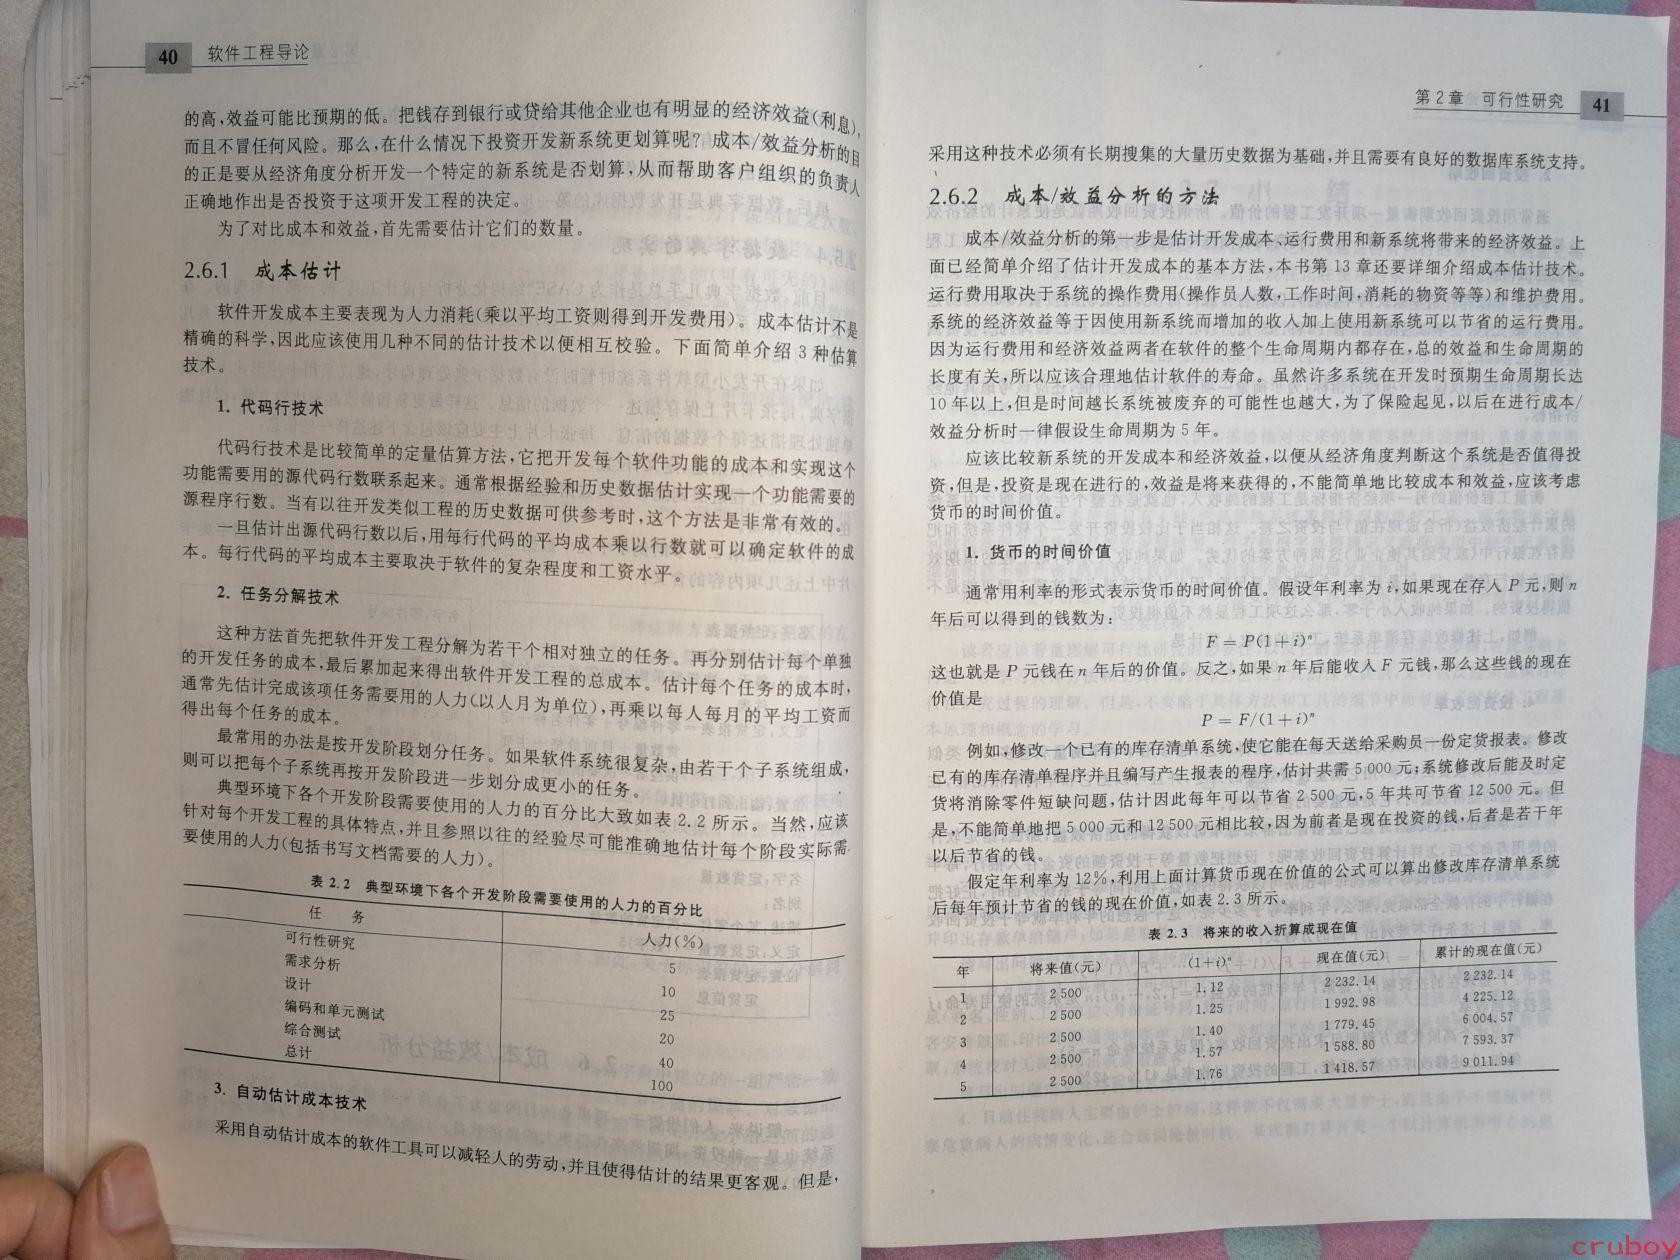 40 软件工程导论
的高,效益可能比预期的低。把钱存到银行或贷给其他企业也有明显的经济效益(利息),
而且不冒任何风险。那么,在什么情况下投资开发新系统更划算呢? 成本/效益分析的目
的正是要从经济角度分析开发一个特定的新系统是否划算,从而帮助客户组织的负责人
正确地作出是否投资于这项开发工程的决定。
为了对比成本和效益,首先需要估计它们的数量。
2.6.1 成本估计
软件开发成本主要表现为人力消耗(乘以平均工资则得到开发费用)。成本估计不是
精确的科学,因此应该使用几种不同的估计技术以便相互校验。下面简单介绍 3 种估算
技术。
1. 代码行技术
代码行技术是比较简单的定量估算方法,它把开发每个软件功能的成本和实现这个
功能需要用的源代码行数联系起来。通常根据经验和历史数据估计实现一个功能需要的
源程序行数。当有以往开发类似工程的历史数据可供参考时,这个方法是非常有效的。
一旦估计出源代码行数以后,用每行代码的平均成本乘以行数就可以确定软件的成
本。每行代码的平均成本主要取决于软件的复杂程度和工资水平。
2. 任务分解技术
这种方法首先把软件开发工程分解为若干个相对独立的任务。再分别估计每个单独
的开发任务的成本,最后累加起来得出软件开发工程的总成本。估计每个任务的成本时,
通常先估计完成该项任务需要用的人力(以人月为单位),再乘以每人每月的平均工资而
得出每个任务的成本。
最常用的办法是按开发阶段划分任务。如果软件系统很复杂,由若干个子系统组成,
则可以把每个子系统再按开发阶段进一步划分成更小的任务。
典型环境下各个开发阶段需要使用的人力的百分比大致如表 2.2 所示。当然,应该
针对每个开发工程的具体特点,并且参照以往的经验尽可能准确地估计每个阶段实际需
要使用的人力(包括书写文档需要的人力)。
表 2.2 典型环境下各个开发阶段需要使用的人力的百分比
任 务 人力(%)
可行性研究 5
需求分析 10
设计 25
编码和单元测试 20
综合测试 40
总计 100
3. 自动估计成本技术
采用自动估计成本的软件工具可以减轻人的劳动,并且使得估计的结果更客观。但是,
第 2 章 可行性研究 41
采用这种技术必须有长期搜集的大量历史数据为基础,并且需要有良好的数据库系统支持。
2.6.2 成本/效益分析的方法
成本/效益分析的第一步是估计开发成本、运行费用和新系统将带来的经济效益。上
面已经简单介绍了估计开发成本的基本方法,本书第 13 章还要详细介绍成本估计技术。
运行费用取决于系统的操作费用(操作员人数,工作时间,消耗的物资等等)和维护费用。
系统的经济效益等于因使用新系统而增加的收入加上使用新系统可以节省的运行费用。
因为运行费用和经济效益两者在软件的整个生命周期内都存在,总的效益和生命周期的
长度有关,所以应该合理地估计软件的寿命。虽然许多系统在开发时预期生命周期长达
10 年以上,但是时间越长系统被废弃的可能性也越大,为了保险起见,以后在进行成本/
效益分析时一律假设生命周期为 5 年。
应该比较新系统的开发成本和经济效益,以便从经济角度判断这个系统是否值得投
资,但是,投资是现在进行的,效益是将来获得的,不能简单地比较成本和效益,应该考虑
货币的时间价值。
1. 货币的时间价值
通常用利率的形式表示货币的时间价值。假设年利率为 i,如果现在存入 P 元,则 n
年后可以得到的钱数为:
F = P(1+i)ⁿ
这也就是 P 元钱在 n 年后的价值。反之,如果 n 年后能收入 F 元钱,那么这些钱的现在
价值是
P = F/(1+i)ⁿ
例如,修改一个已有的库存清单系统,使它能在每天送给采购员一份定货报表。修改
已有的库存清单程序并且编写产生报表的程序,估计共需 5 000 元;系统修改后能及时定
货将消除零件短缺问题,估计因此每年可以节省 2 500 元,5 年共可节省 12 500 元。但
是,不能简单地把 5 000 元和 12 500 元相比较,因为前者是现在投资的钱,后者是若干年
以后节省的钱。
假定年利率为 12%,利用上面计算货币现在价值的公式可以算出修改库存清单系统
后每年预计节省的钱的现在价值,如表 2.3 所示。
表 2.3 将来的收入折算成现在值
年 将来值(元) (1+i)ⁿ 现在值(元) 累计的现在值(元)
1 2 500 1.12 2 232.14 2 232.14
2 2 500 1.25 1 992.98 4 225.12
3 2 500 1.40 1 779.45 6 004.57
4 2 500 1.57 1 588.80 7 593.37
5 2 500 1.76 1 418.57 9 011.94
cruboy